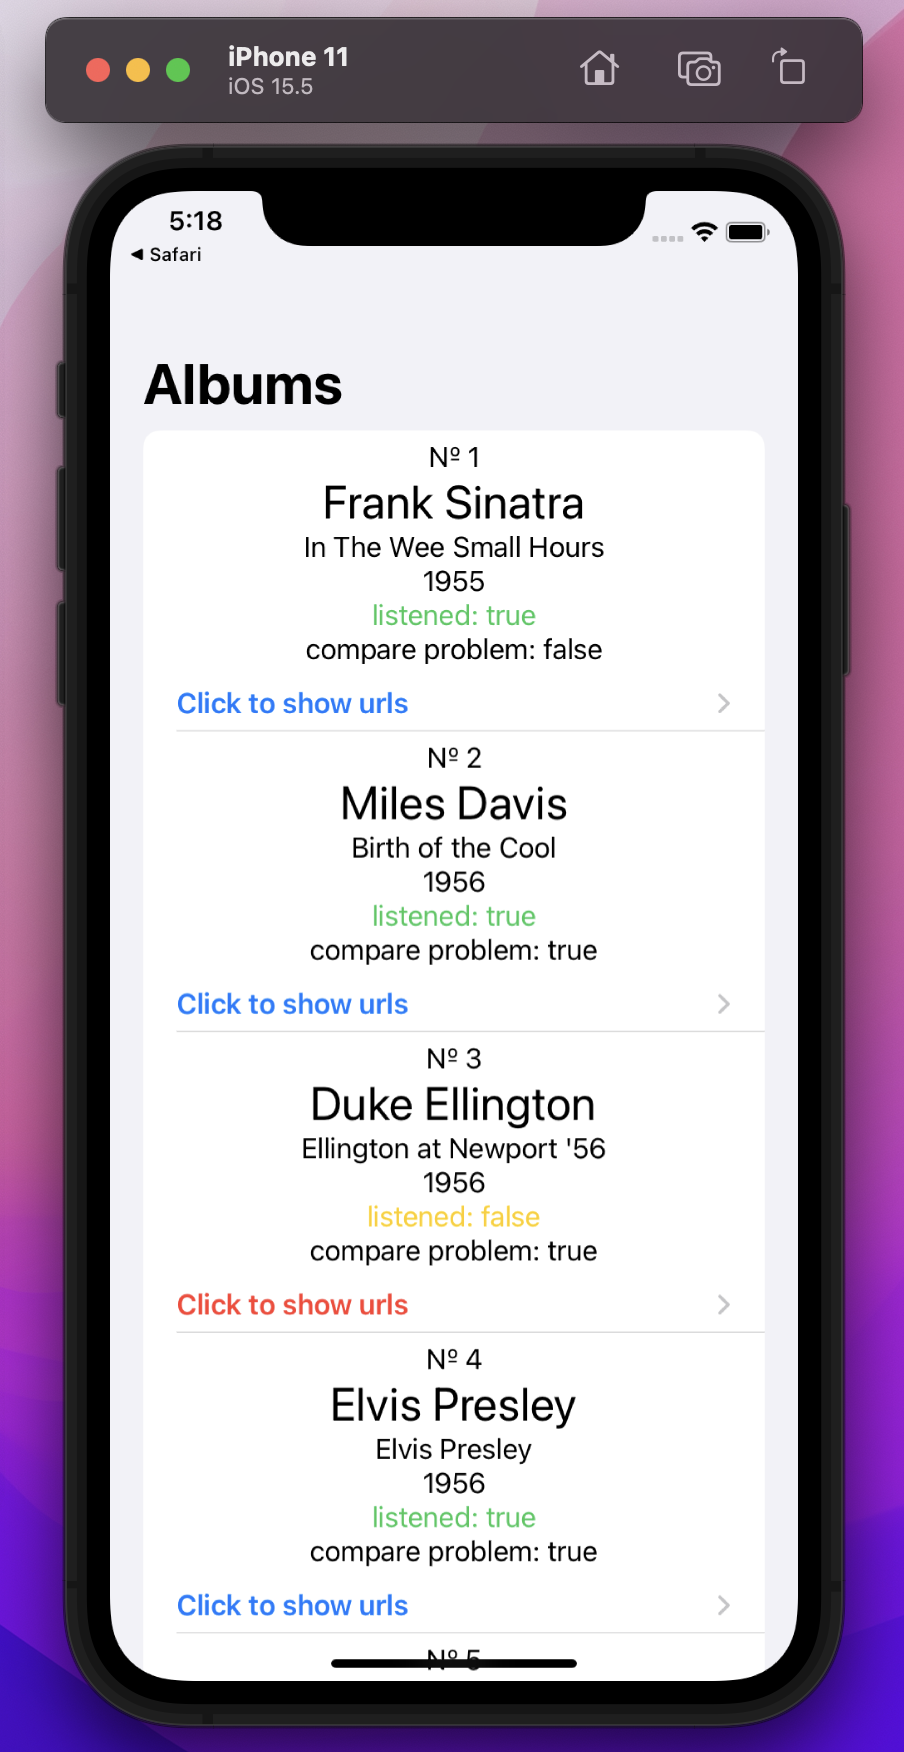 iPhone 11
iOS 15.5
5:18
Safari
Albums
Nº 1
Frank Sinatra
In The Wee Small Hours
1955
listened: true
compare problem: false
Click to show urls
Nº 2
Miles Davis
Birth of the Cool
1956
listened: true
compare problem: true
Click to show urls
Nº 3
Duke Ellington
Ellington at Newport '56
1956
listened: false
compare problem: true
Click to show urls
Nº 4
Elvis Presley
Elvis Presley
1956
listened: true
compare problem: true
Click to show urls
Nº 5